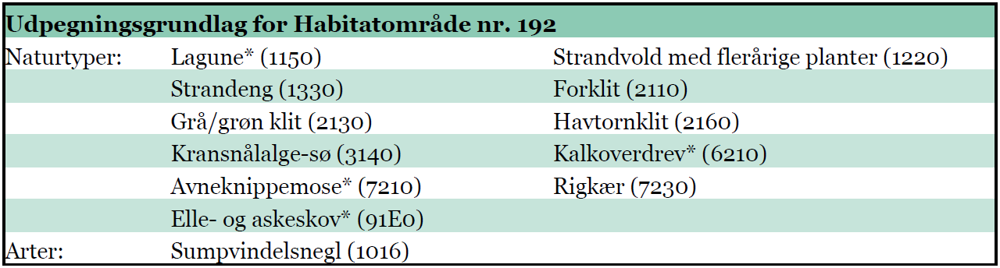 Udpegningsgrundlag for Habitatområde nr. 192
Naturtyper: Lagune* (1150) Strandvold med flerårige planter (1220)
Strandeng (1330) Forklit (2110)
Grå/grøn klit (2130) Havtornklit (2160)
Kransnålalge-sø (3140) Kalkoverdrev* (6210)
Avneknippemose* (7210) Rigkær (7230)
Elle- og askeskov* (91E0)
Arter: Sumpvindelsnegl (1016)